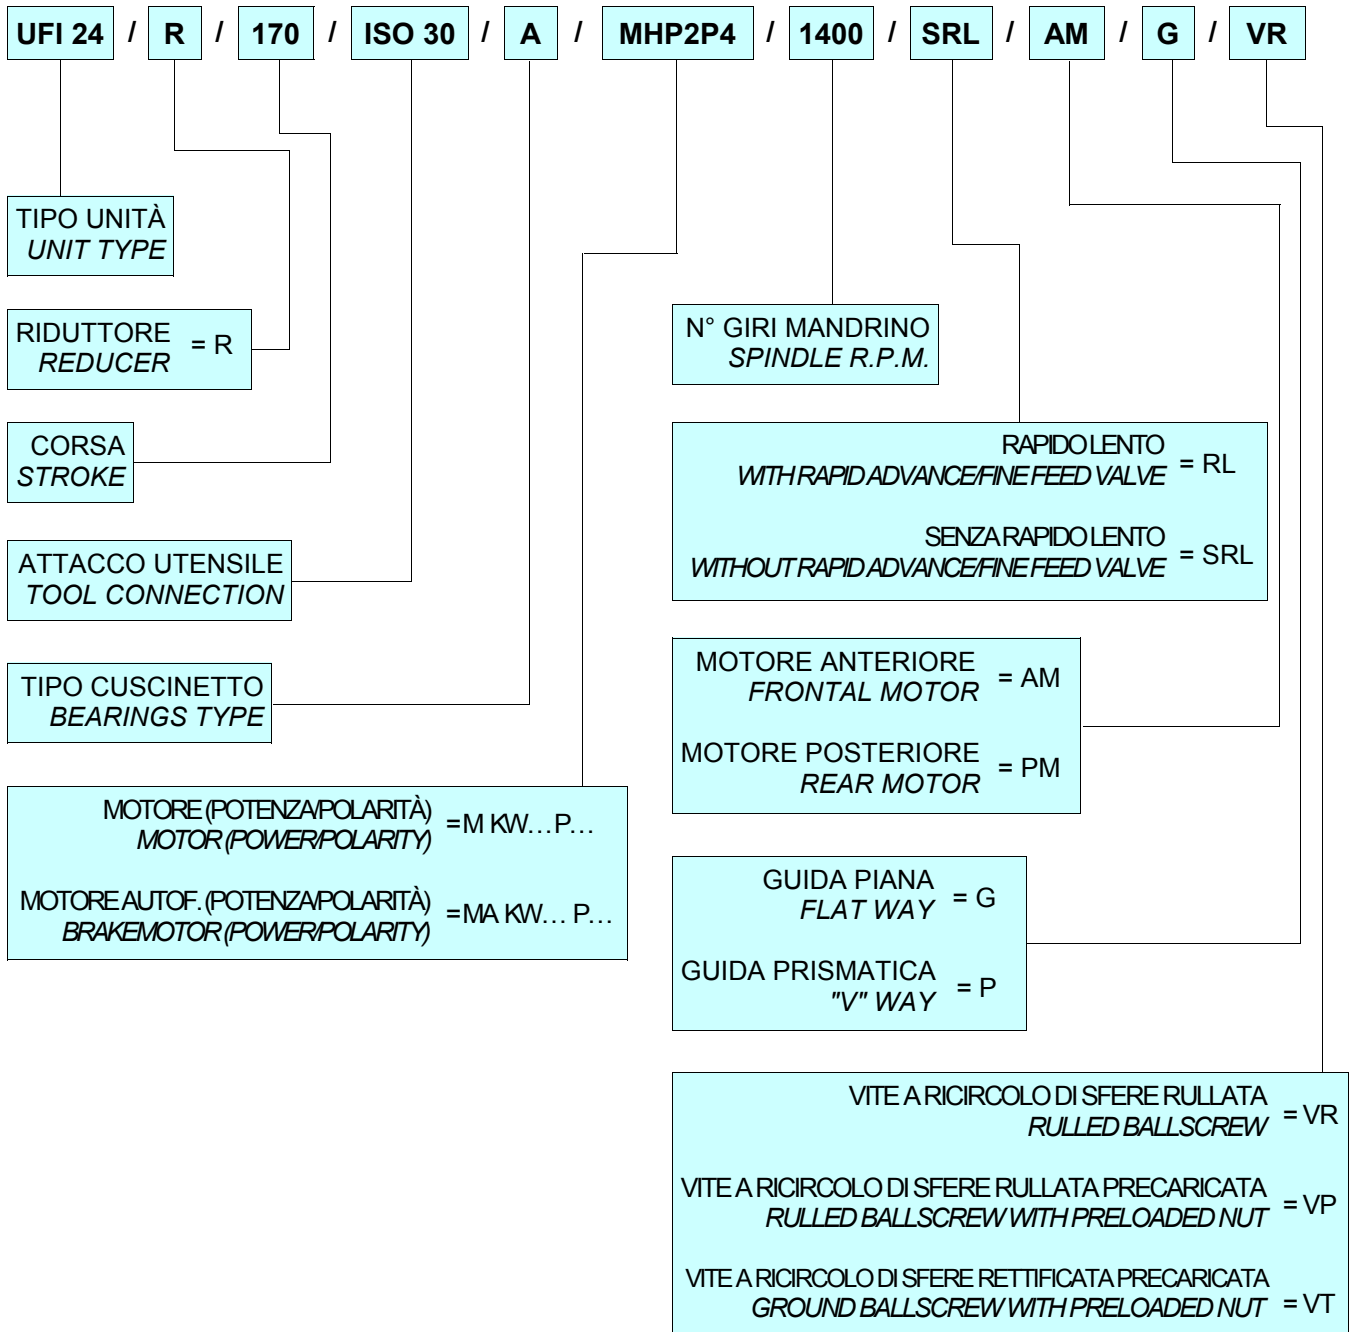 UFI 24 / R / 170 / ISO 30 / A / MHP2P4 / 1400 / SRL / AM / G / VR
TIPO UNITÀ
UNIT TYPE
RIDUTTORE
REDUCER
= R
CORSA
STROKE
ATTACCO UTENSILE
TOOL CONNECTION
TIPO CUSCINETTO
BEARINGS TYPE
MOTORE (POTENZA/POLARITÀ)
MOTOR (POWER/POLARITY)
= M KW… P…
MOTORE AUTOF. (POTENZA/POLARITÀ)
BRAKEMOTOR (POWER/POLARITY)
= MA KW… P…
N° GIRI MANDRINO
SPINDLE R.P.M.
RAPIDO LENTO
WITH RAPID ADVANCE/FINE FEED VALVE
= RL
SENZA RAPIDO LENTO
WITHOUT RAPID ADVANCE/FINE FEED VALVE
= SRL
MOTORE ANTERIORE
FRONTAL MOTOR
= AM
MOTORE POSTERIORE
REAR MOTOR
= PM
GUIDA PIANA
FLAT WAY
= G
GUIDA PRISMATICA
"V" WAY
= P
VITE A RICIRCOLO DI SFERE RULLATA
RULLED BALLSCREW
= VR
VITE A RICIRCOLO DI SFERE RULLATA PRECARICATA
RULLED BALLSCREW WITH PRELOADED NUT
= VP
VITE A RICIRCOLO DI SFERE RETTIFICATA PRECARICATA
GROUND BALLSCREW WITH PRELOADED NUT
= VT